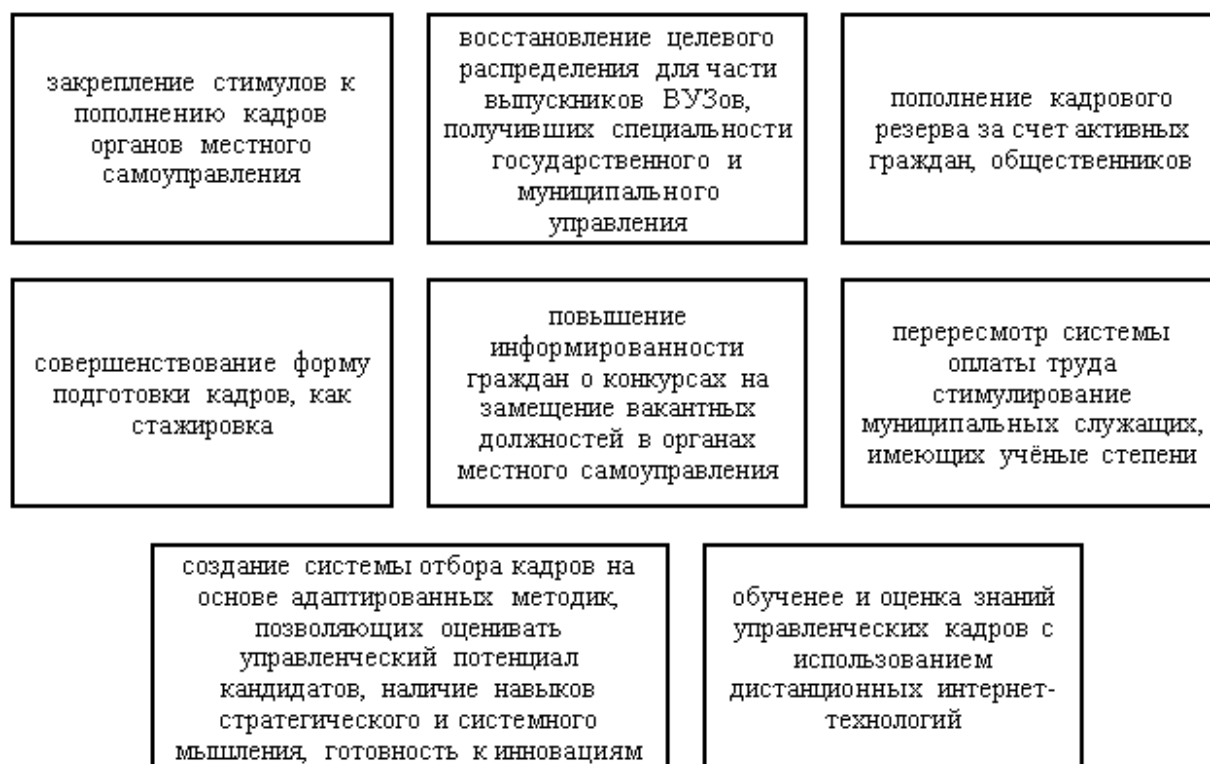 закрепление стимулов к
пополнению кадров
органов местного
самоуправления
восстановление целевого
распределения для части
выпускников ВУЗов,
получивших специальности
государственного и
муниципального
управления
пополнение кадрового
резерва за счет активных
граждан, общественников
совершенствование форму
подготовки кадров, как
стажировка
повышение
информированности
граждан о конкурсах на
замещение вакантных
должностей в органах
местного самоуправления
перересмотр системы
оплаты труда
стимулирование
муниципальных служащих,
имеющих учёные степени
создание системы отбора кадров на
основе адаптированных методик,
позволяющих оценивать
управленческий потенциал
кандидатов, наличие навыков
стратегического и системного
мышления, готовность к инновациям
обученее и оценка знаний
управленческих кадров с
использованием
дистанционных интернет-
технологий